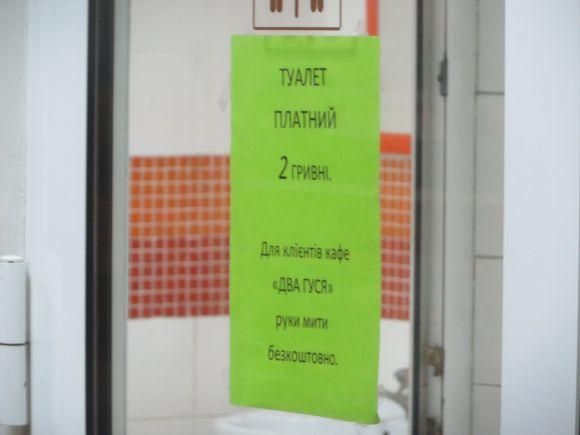 ТУАЛЕТ
ПЛАТНИЙ
2 ГРИВНІ.
Для клієнтів кафе
«ДВА ГУСЯ»
руки мити
безкоштовно.